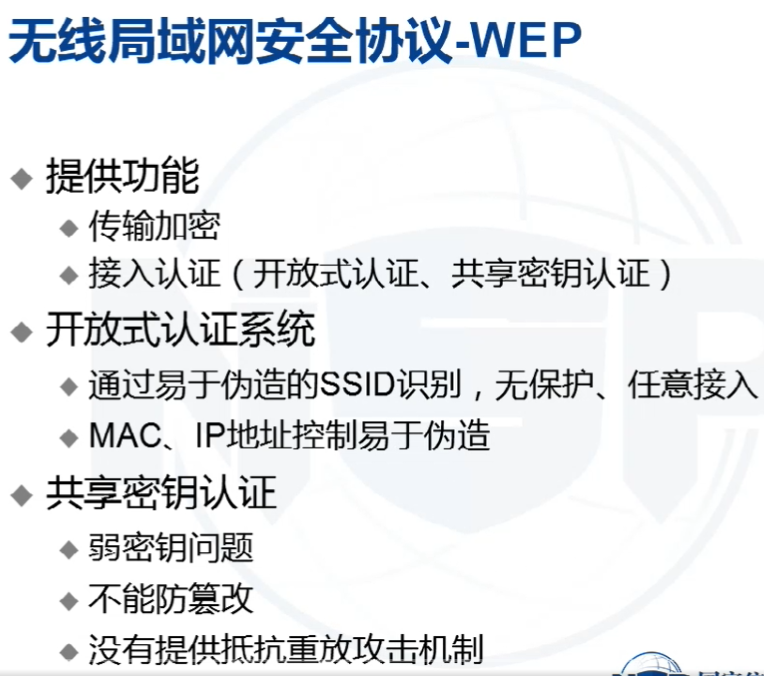 无线局域网安全协议-WEP
提供功能
传输加密
接入认证（开放式认证、共享密钥认证）
开放式认证系统
通过易于伪造的SSID识别，无保护、任意接入
MAC、IP地址控制易于伪造
共享密钥认证
弱密钥问题
不能防篡改
没有提供抵抗重放攻击机制